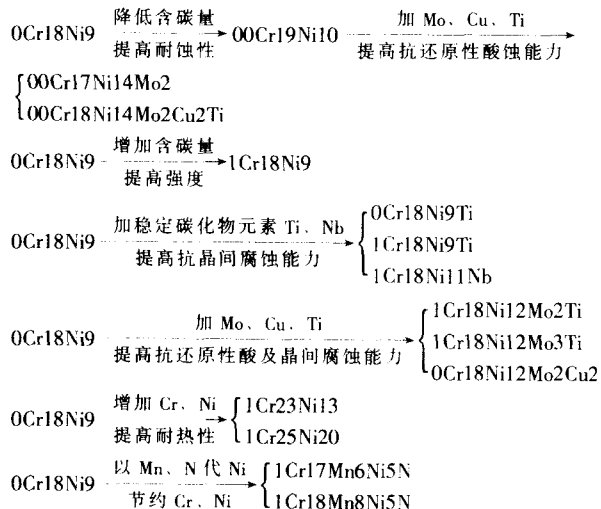 0Cr18Ni9 降低含碳量 提高耐蚀性 00Cr19Ni10 加 Mo、Cu、Ti 提高抗还原性酸蚀能力
00Cr17Ni14Mo2
00Cr18Ni14Mo2Cu2Ti
0Cr18Ni9 增加含碳量 提高强度 1Cr18Ni9
0Cr18Ni9 加稳定碳化物元素 Ti、Nb 提高抗晶间腐蚀能力
0Cr18Ni9Ti
1Cr18Ni9Ti
1Cr18Ni11Nb
0Cr18Ni9 加 Mo、Cu、Ti 提高抗还原性酸及晶间腐蚀能力
1Cr18Ni12Mo2Ti
1Cr18Ni12Mo3Ti
0Cr18Ni12Mo2Cu2
0Cr18Ni9 增加 Cr、Ni 提高耐热性
1Cr23Ni13
1Cr25Ni20
0Cr18Ni9 以 Mn、N 代 Ni 节约 Cr、Ni
1Cr17Mn6Ni5N
1Cr18Mn8Ni5N